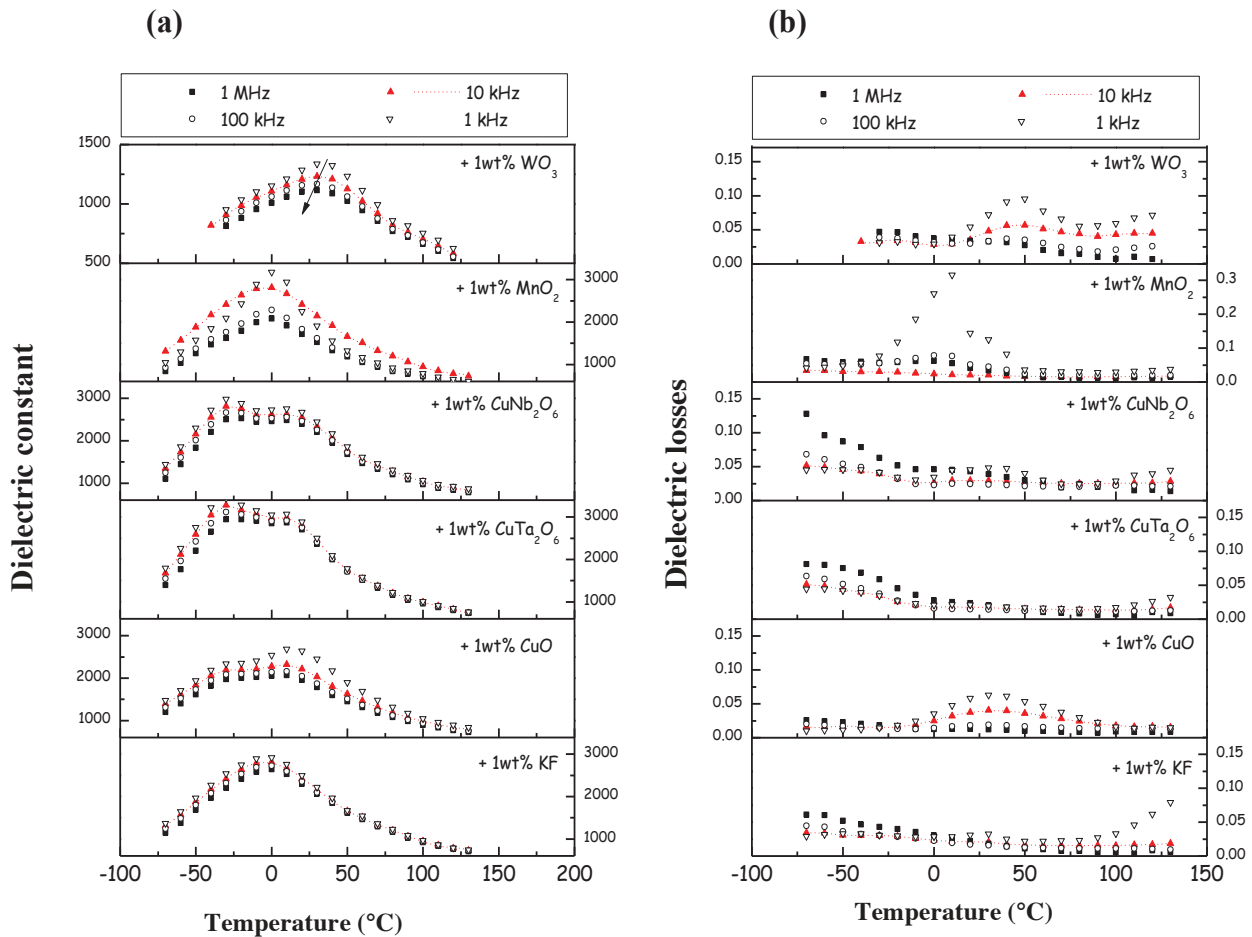 (a)
1 MHz 10 kHz
100 kHz 1 kHz
1500
+ 1wt% WO3
1000
500
+ 1wt% MnO2
3000
2000
1000
3000
+ 1wt% CuNb2O6
2000
1000
3000
+ 1wt% CuTa2O6
2000
1000
3000
+ 1wt% CuO
2000
1000
+ 1wt% KF
3000
2000
1000
-100 -50 0 50 100 150 200
Temperature (°C)
Dielectric constant
(b)
1 MHz 10 kHz
100 kHz 1 kHz
0.15
+ 1wt% WO3
0.10
0.05
0.00
+ 1wt% MnO2
0.3
0.2
0.1
0.0
0.15
+ 1wt% CuNb2O6
0.10
0.05
0.00
+ 1wt% CuTa2O6
0.15
0.10
0.05
0.00
0.15
+ 1wt% CuO
0.10
0.05
0.00
+ 1wt% KF
0.15
0.10
0.05
0.00
-100 -50 0 50 100 150
Temperature (°C)
Dielectric losses